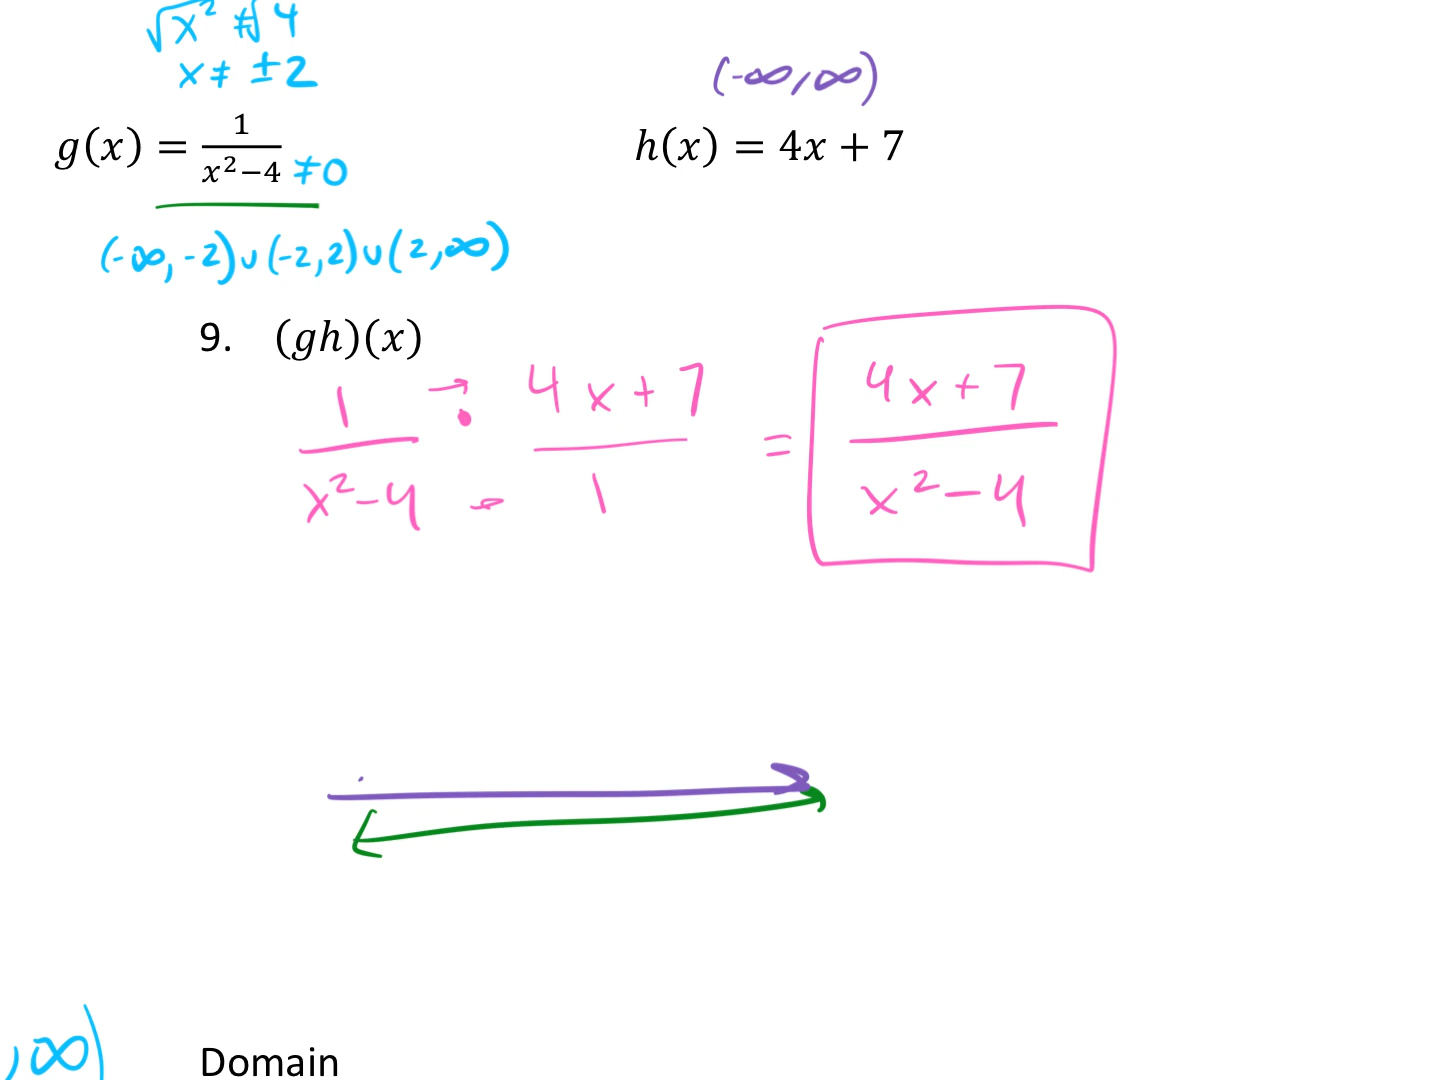 √x² ≠ √4
x ≠ ±2
(-∞,∞)
g(x) = 1/(x²−4) ≠0
h(x) = 4x + 7
(-∞,-2)∪(-2,2)∪(2,∞)
9. (gh)(x)
1/(x²-4) • (4x+7)/1 = (4x+7)/(x²-4)
,∞)
Domain